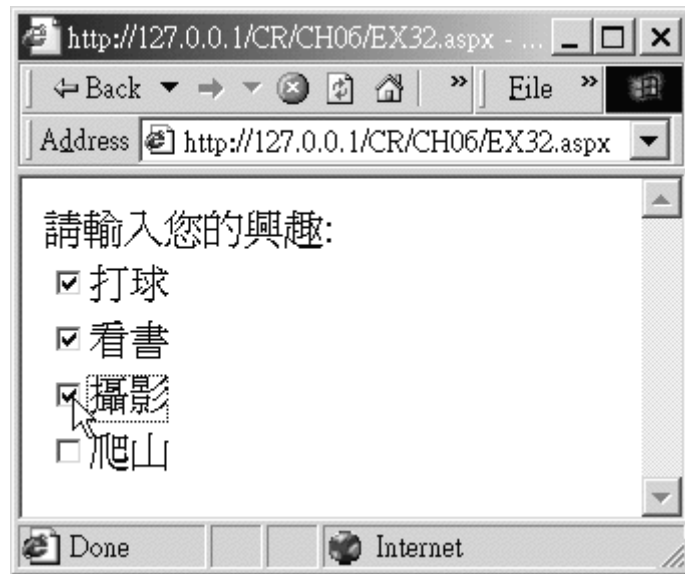 http://127.0.0.1/CR/CH06/EX32.aspx - ...
Back » File »
Address http://127.0.0.1/CR/CH06/EX32.aspx
請輸入您的興趣:
打球
看書
攝影
爬山
Done Internet